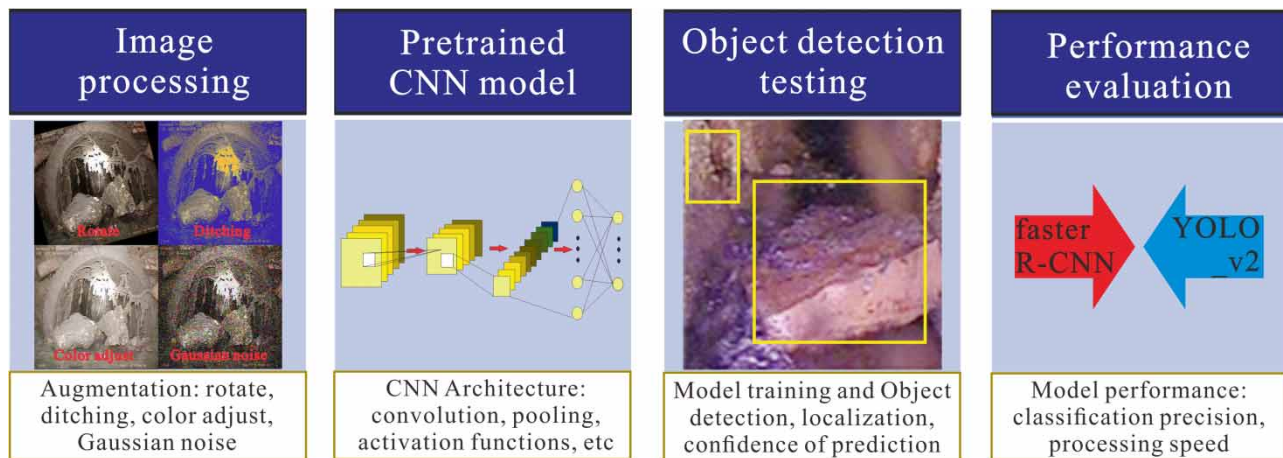 Image
processing
Pretrained
CNN model
Object detection
testing
Performance
evaluation
Rotate
Ditching
Color adjust
Gaussian noise
faster
R-CNN
YOLO
_v2
Augmentation: rotate,
ditching, color adjust,
Gaussian noise
CNN Architecture:
convolution, pooling,
activation functions, etc
Model training and Object
detection, localization,
confidence of prediction
Model performance:
classification precision,
processing speed